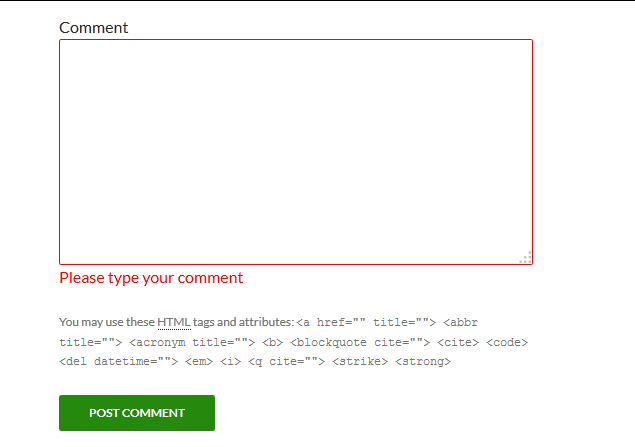 Comment
Please type your comment
You may use these HTML tags and attributes: <a href="" title=""> <abbr
title=""> <acronym title=""> <b> <blockquote cite=""> <cite> <code>
<del datetime=""> <em> <i> <q cite=""> <strike> <strong>
POST COMMENT